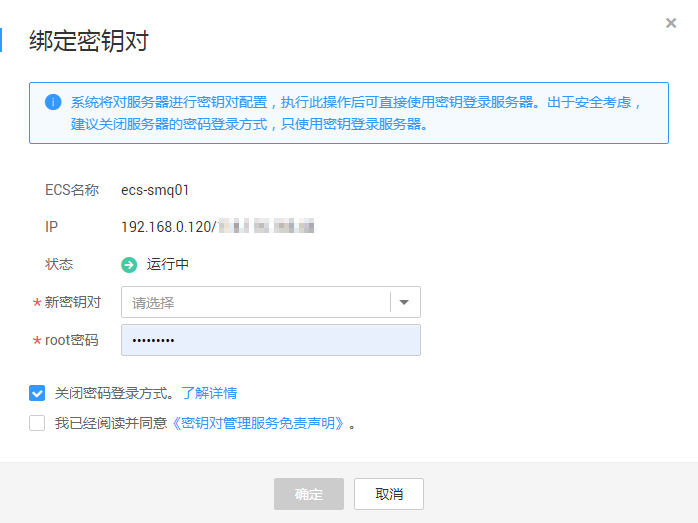 绑定密钥对
系统将对服务器进行密钥对配置，执行此操作后可直接使用密钥登录服务器。出于安全考虑，
建议关闭服务器的密码登录方式，只使用密钥登录服务器。
ECS名称 ecs-smq01
IP 192.168.0.120/
状态 运行中
* 新密钥对 请选择
* root密码 •••••••••
关闭密码登录方式。了解详情
我已经阅读并同意《密钥对管理服务免责声明》。
确定 取消